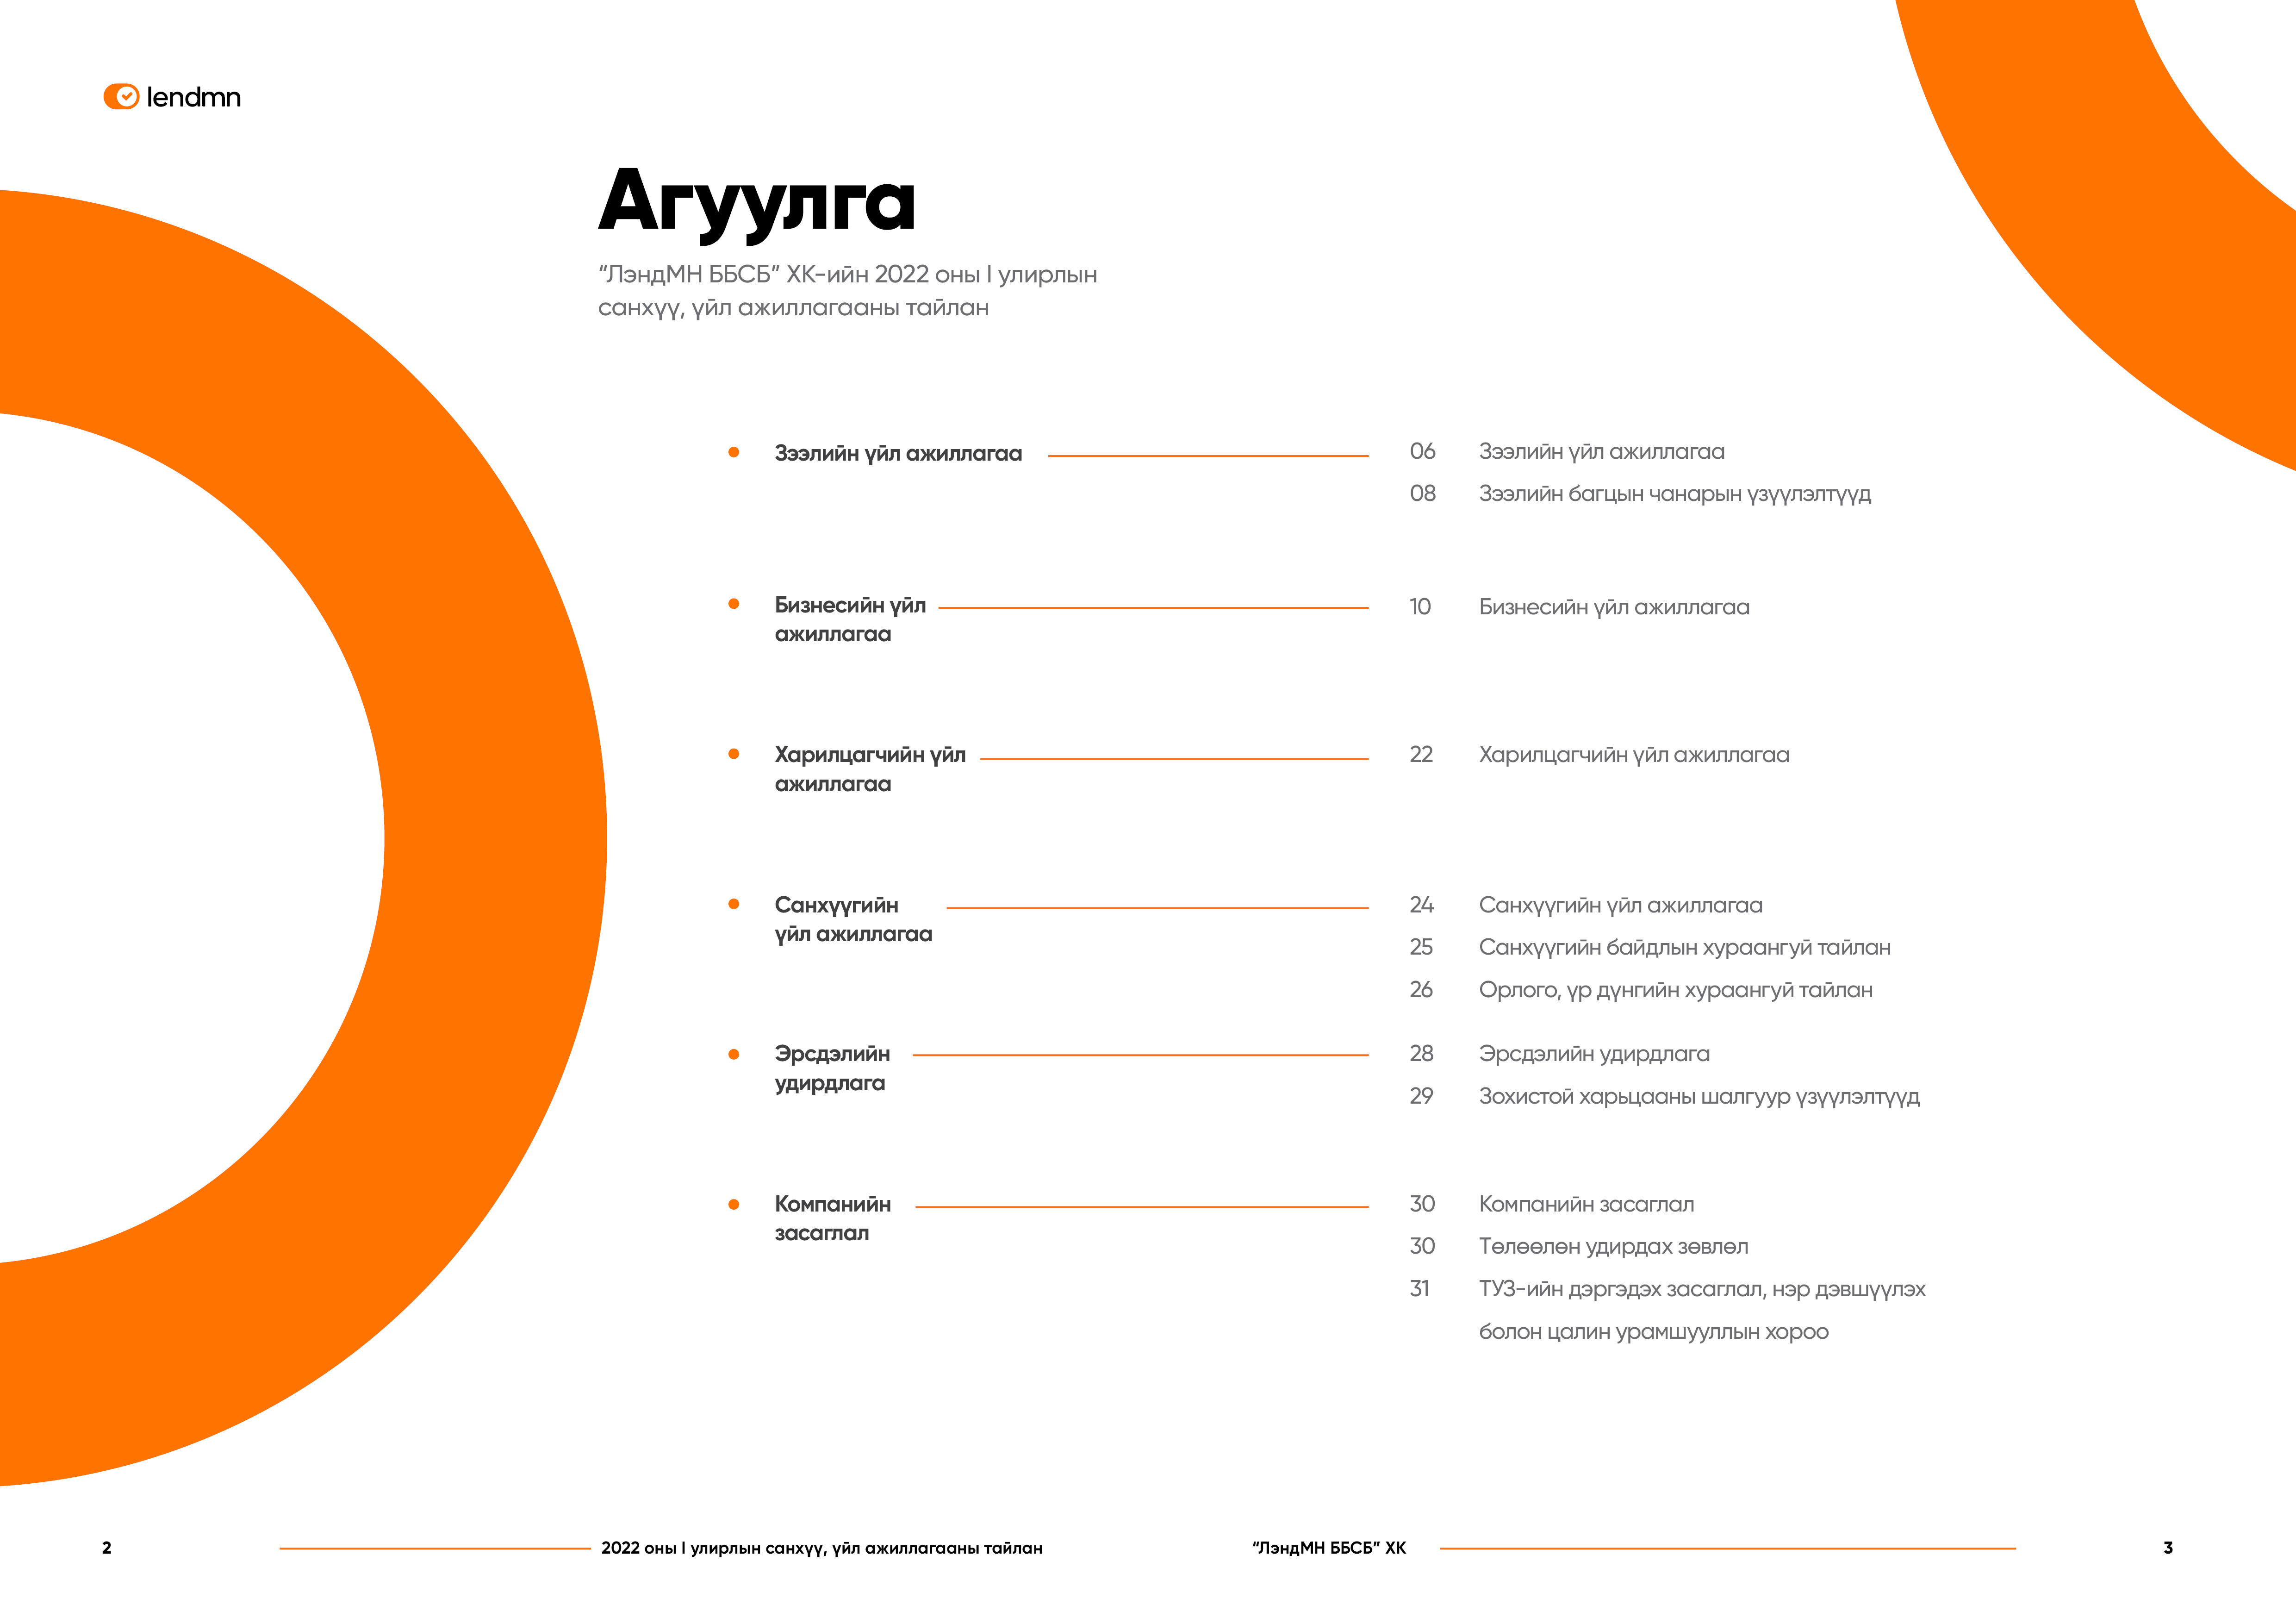 lendmn
Агуулга
“ЛэндМН ББСБ” ХК-ийн 2022 оны I улирлын
санхүү, үйл ажиллагааны тайлан
Зээлийн үйл ажиллагаа
06 Зээлийн үйл ажиллагаа
08 Зээлийн багцын чанарын үзүүлэлтүүд
Бизнесийн үйл
ажиллагаа
10 Бизнесийн үйл ажиллагаа
Харилцагчийн үйл
ажиллагаа
22 Харилцагчийн үйл ажиллагаа
Санхүүгийн
үйл ажиллагаа
24 Санхүүгийн үйл ажиллагаа
25 Санхүүгийн байдлын хураангуй тайлан
26 Орлого, үр дүнгийн хураангуй тайлан
Эрсдэлийн
удирдлага
28 Эрсдэлийн удирдлага
29 Зохистой харьцааны шалгуур үзүүлэлтүүд
Компанийн
засаглал
30 Компанийн засаглал
30 Төлөөлөн удирдах зөвлөл
31 ТУЗ-ийн дэргэдэх засаглал, нэр дэвшүүлэх
болон цалин урамшууллын хороо
2 2022 оны I улирлын санхүү, үйл ажиллагааны тайлан
“ЛэндМН ББСБ” ХК 3